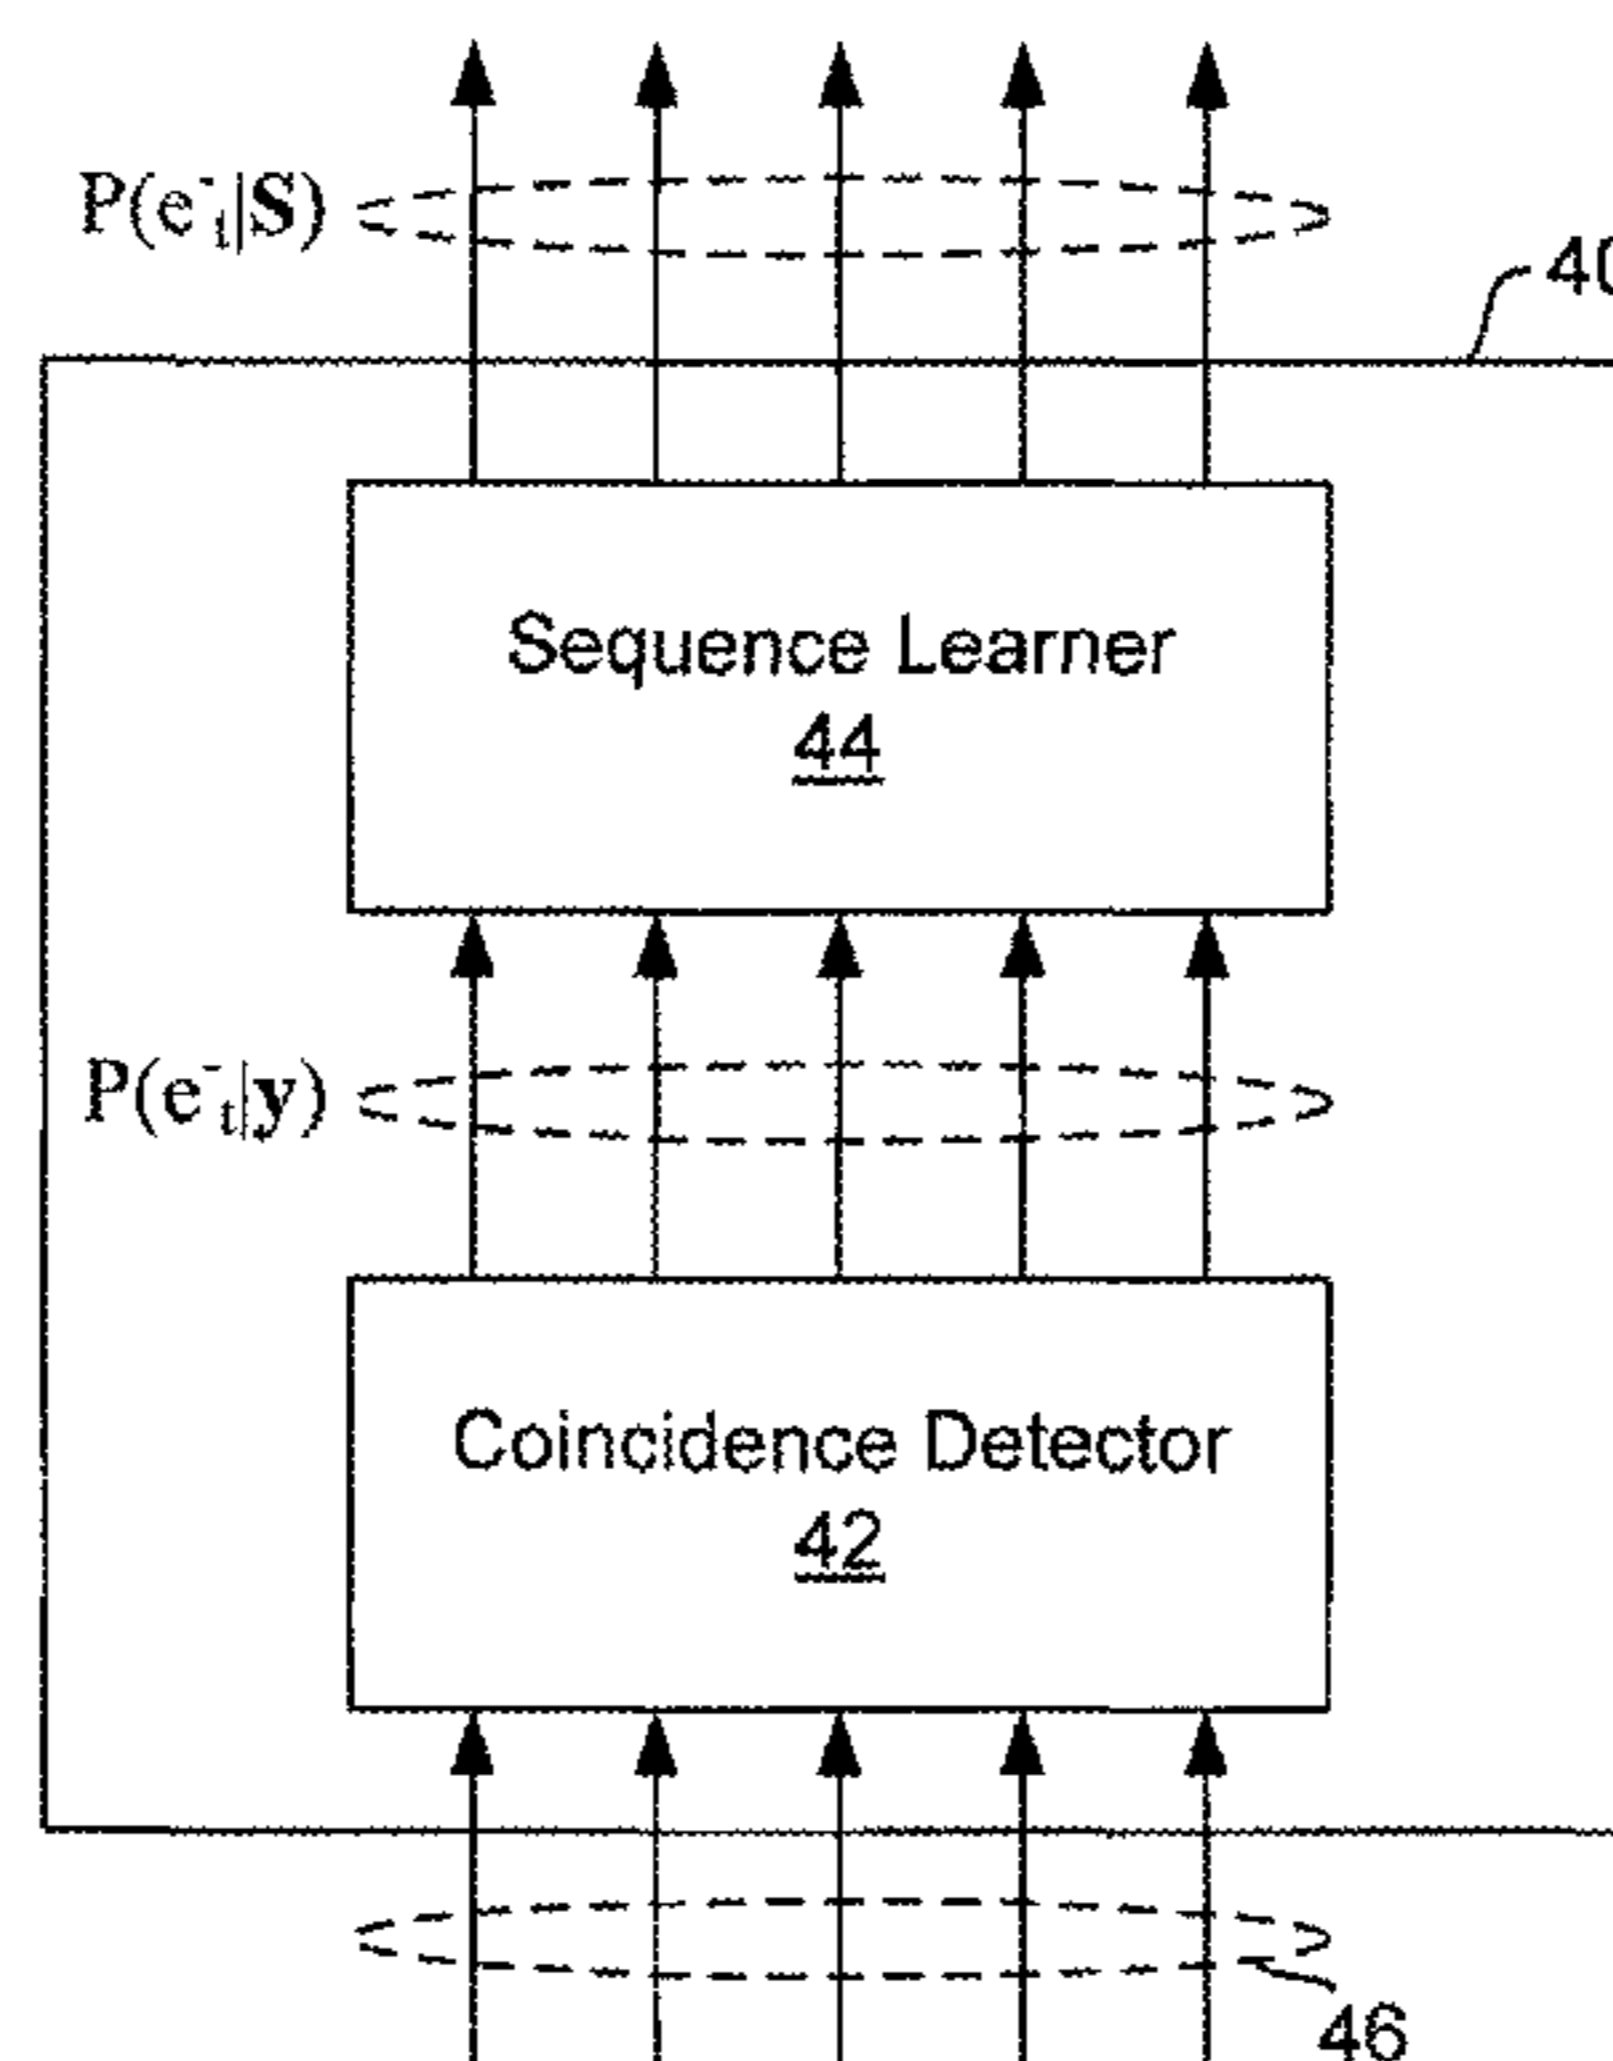 P(e⁻ₜ|S)
40
Sequence Learner
44
P(e⁻ₜ|y)
Coincidence Detector
42
46